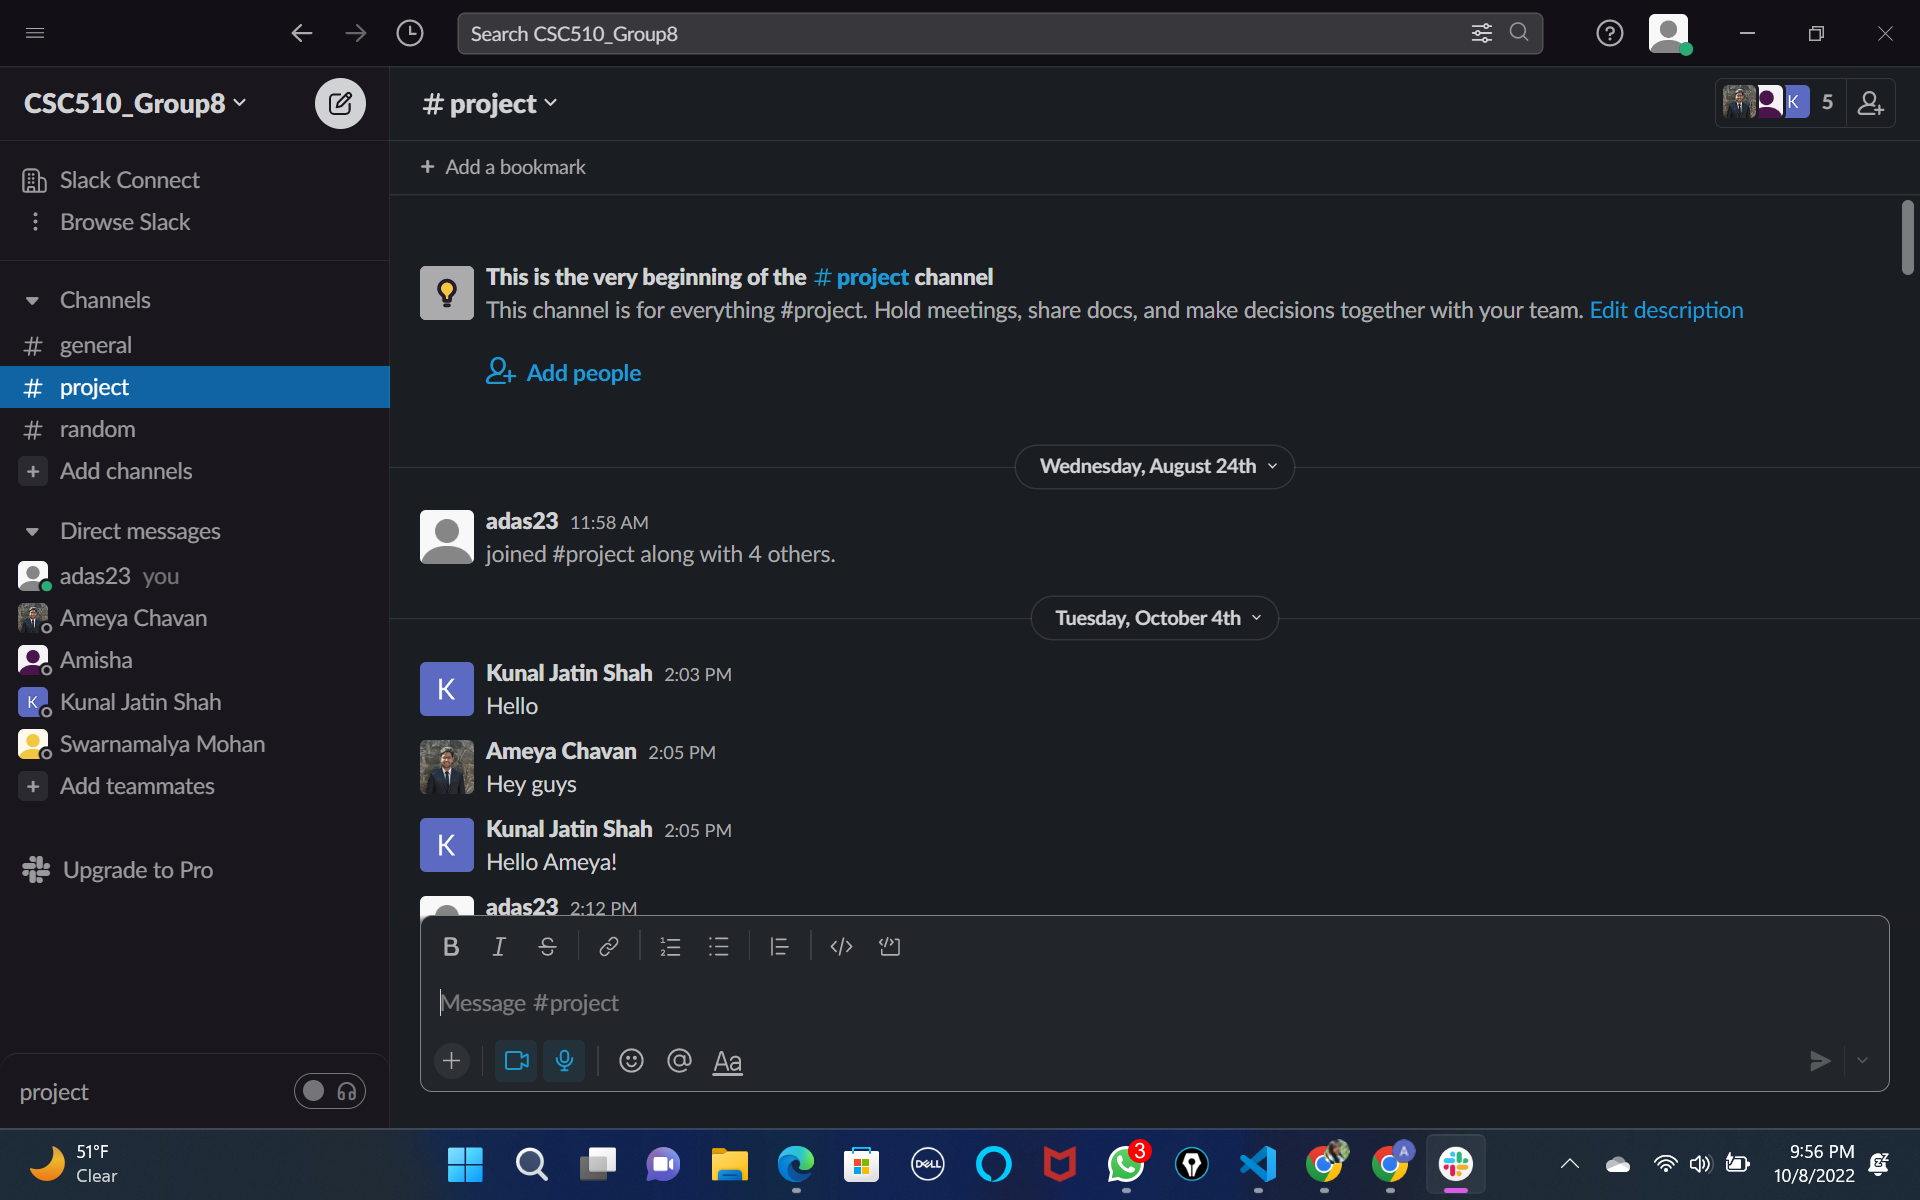 Search CSC510_Group8
CSC510_Group8
# project
K
5
Slack Connect
Browse Slack
+ Add a bookmark
Channels
# general
# project
# random
+ Add channels
Direct messages
adas23 you
Ameya Chavan
Amisha
K Kunal Jatin Shah
Swarnamalya Mohan
+ Add teammates
Upgrade to Pro
project
This is the very beginning of the # project channel
This channel is for everything #project. Hold meetings, share docs, and make decisions together with your team. Edit description
Add people
Wednesday, August 24th
adas23 11:58 AM
joined #project along with 4 others.
Tuesday, October 4th
K
Kunal Jatin Shah 2:03 PM
Hello
Ameya Chavan 2:05 PM
Hey guys
K
Kunal Jatin Shah 2:05 PM
Hello Ameya!
adas23 2:12 PM
B I S
Message #project
+ @ Aa
51°F
Clear
DELL
3
A
9:56 PM
10/8/2022